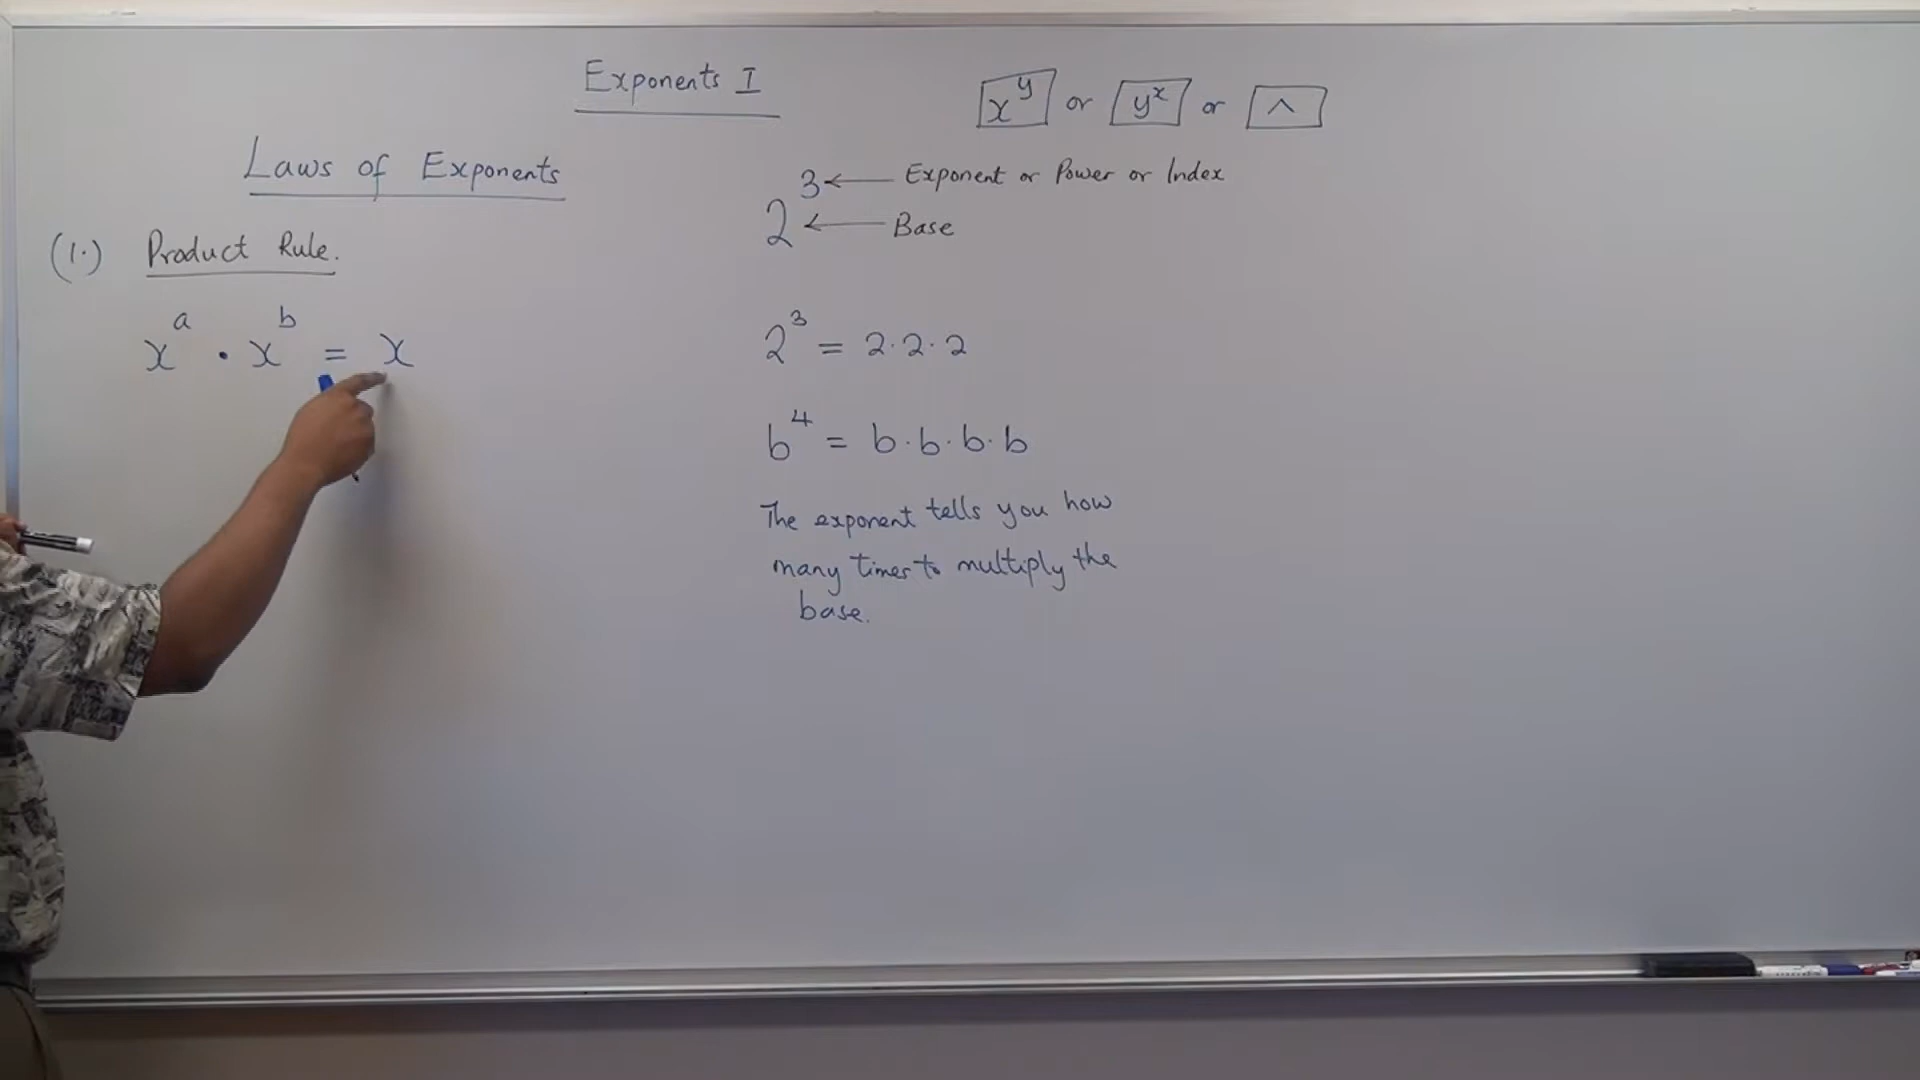 Exponents I
x^y or y^x or ^
Laws of Exponents
2^3 ← Exponent or Power or Index
← Base
(1.) Product Rule.
x^a · x^b = x
2^3 = 2·2·2
b^4 = b·b·b·b
The exponent tells you how
many times to multiply the
base.